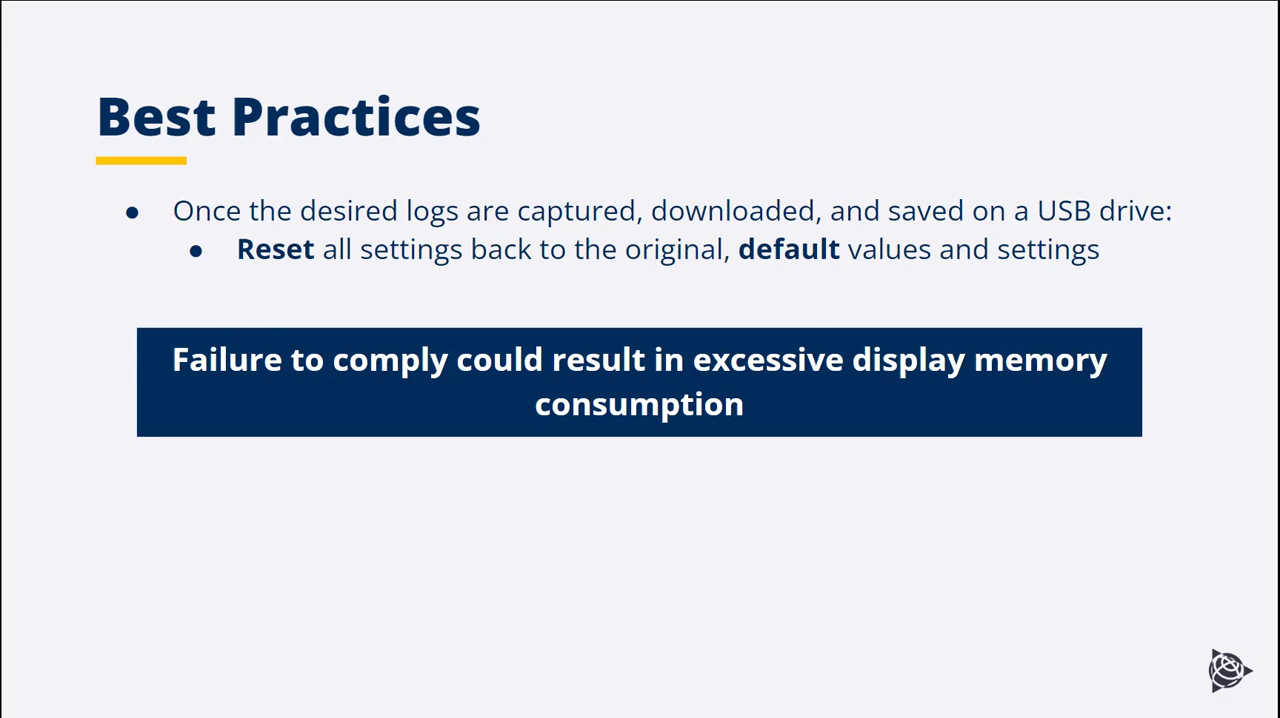 Best Practices
● Once the desired logs are captured, downloaded, and saved on a USB drive:
● Reset all settings back to the original, default values and settings
Failure to comply could result in excessive display memory
consumption